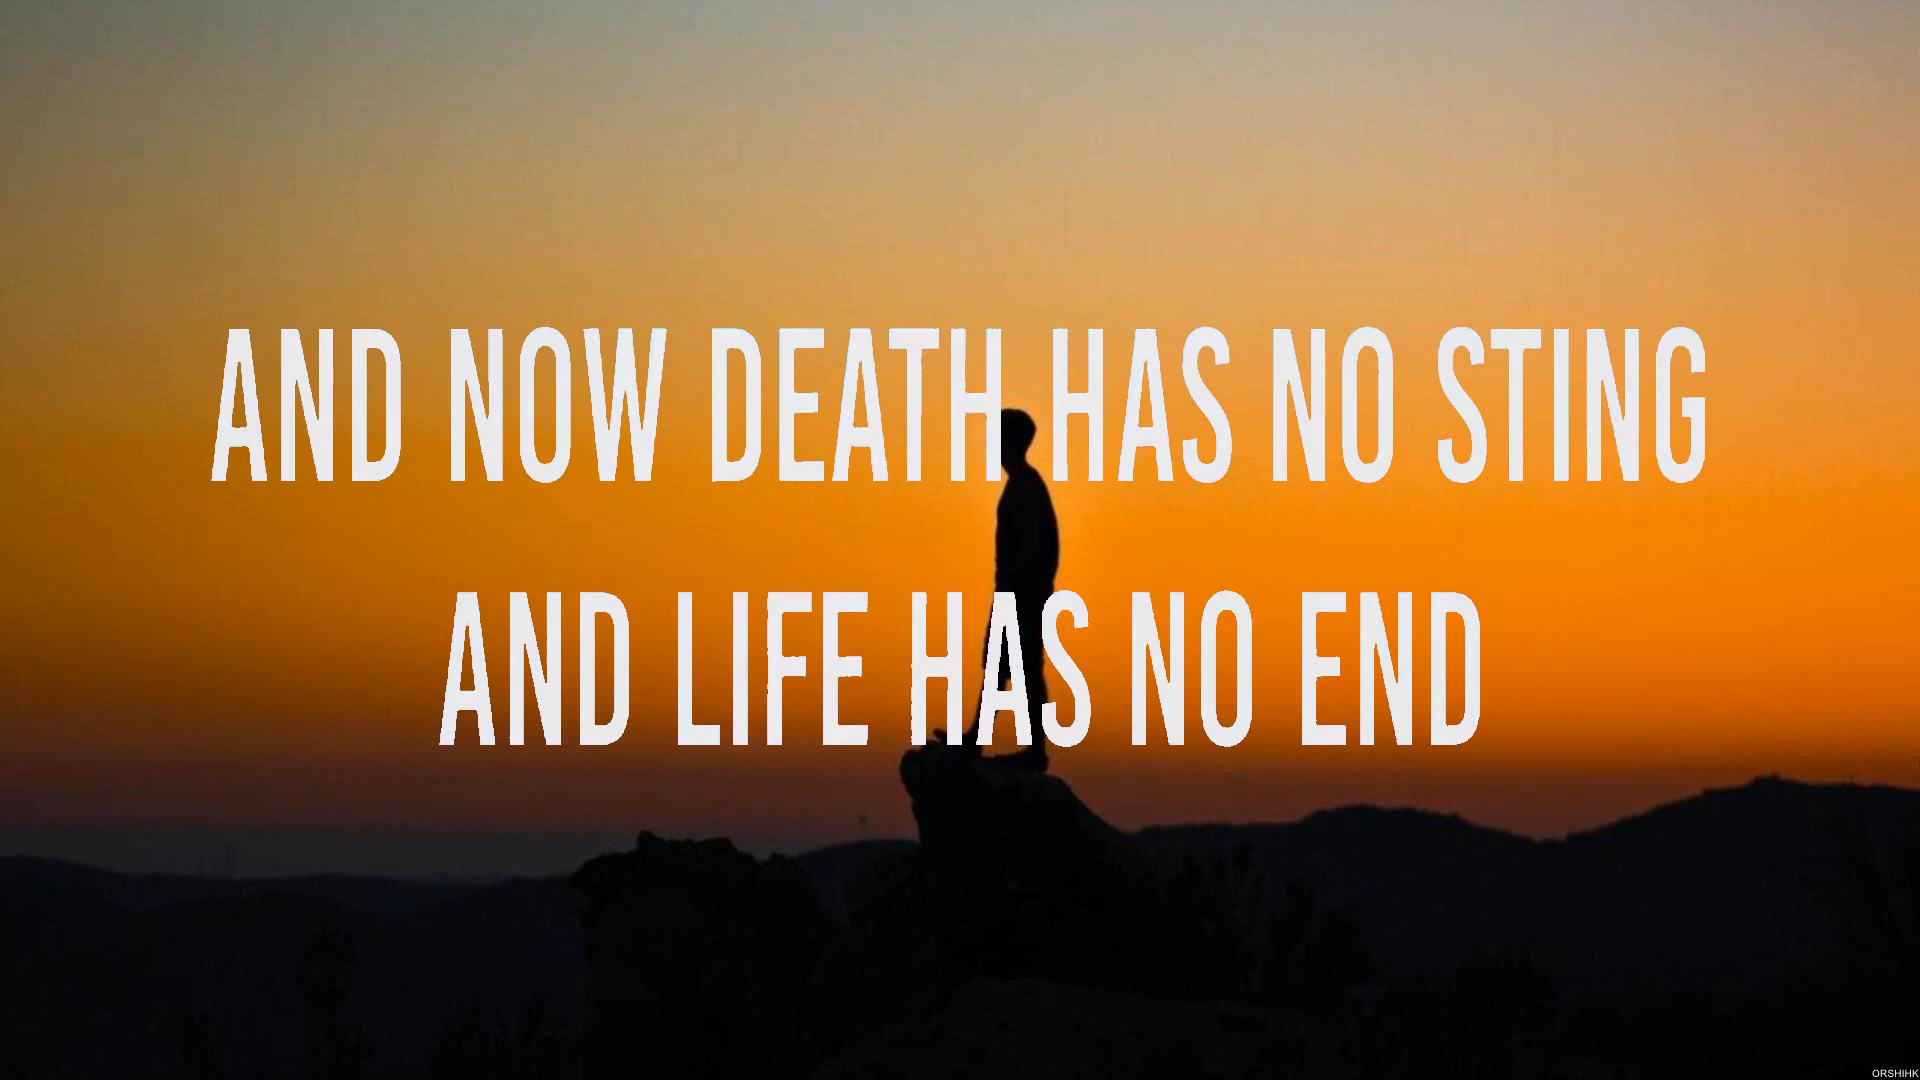 AND NOW DEATH HAS NO STING
AND LIFE HAS NO END
ORSHIHK